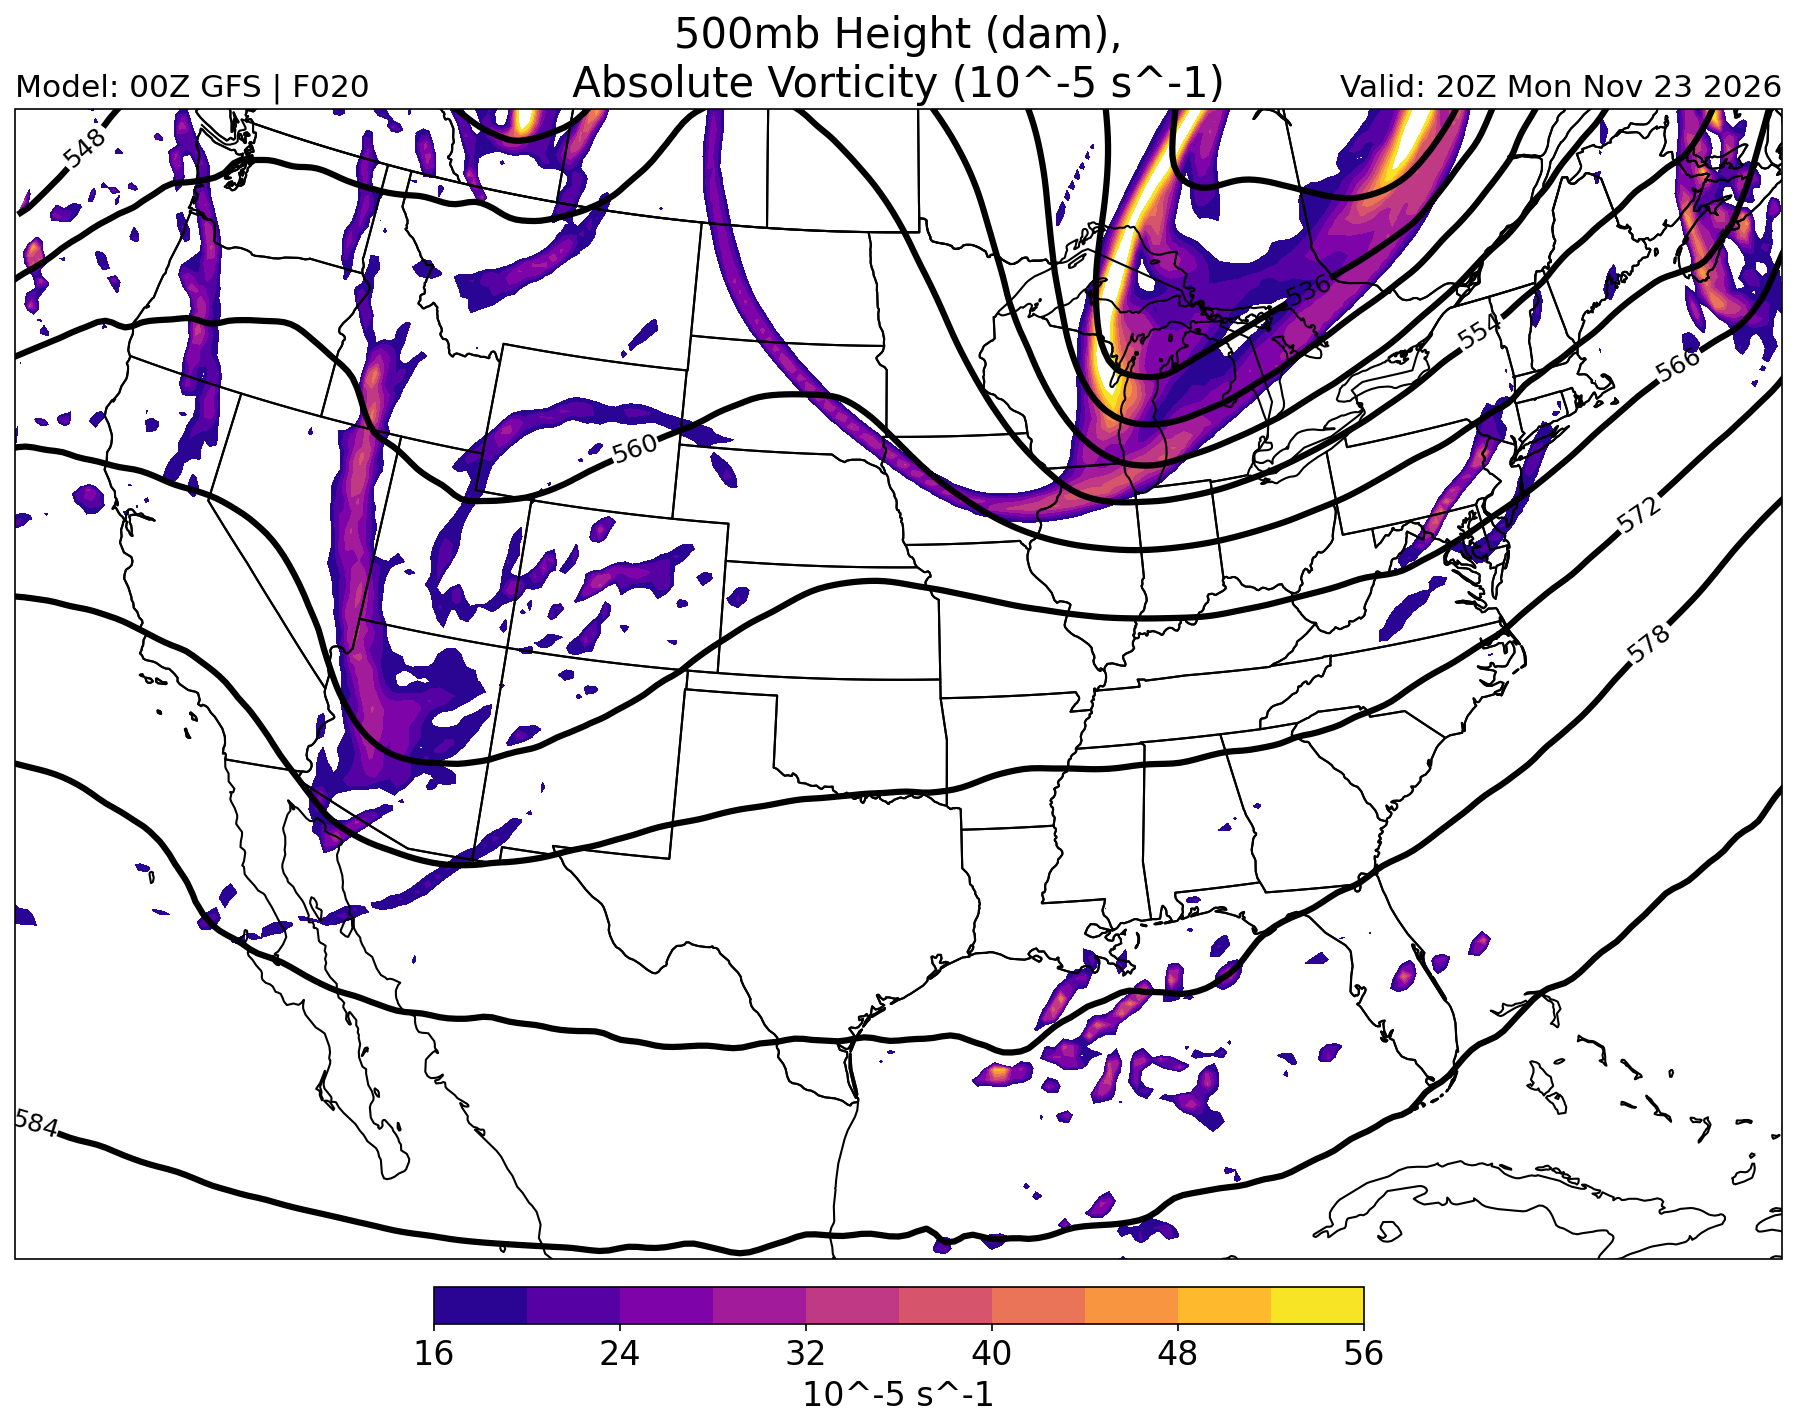 500mb Height (dam),
Absolute Vorticity (10^-5 s^-1)
Model: 00Z GFS | F020
Valid: 20Z Mon Nov 23 2026
548
536
554
566
560
572
578
584
16 24 32 40 48 56
10^-5 s^-1